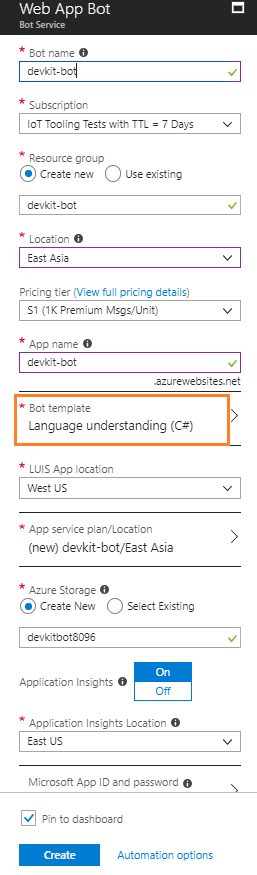 Web App Bot
Bot Service
* Bot name
devkit-bot
* Subscription
IoT Tooling Tests with TTL = 7 Days
* Resource group
Create new Use existing
devkit-bot
* Location
East Asia
Pricing tier (View full pricing details)
S1 (1K Premium Msgs/Unit)
* App name
devkit-bot
.azurewebsites.net
* Bot template
Language understanding (C#)
* LUIS App location
West US
* App service plan/Location
(new) devkit-bot/East Asia
* Azure Storage
Create New Select Existing
devkitbot8096
Application Insights On
Off
* Application Insights Location
East US
Microsoft App ID and password
Pin to dashboard
Create Automation options